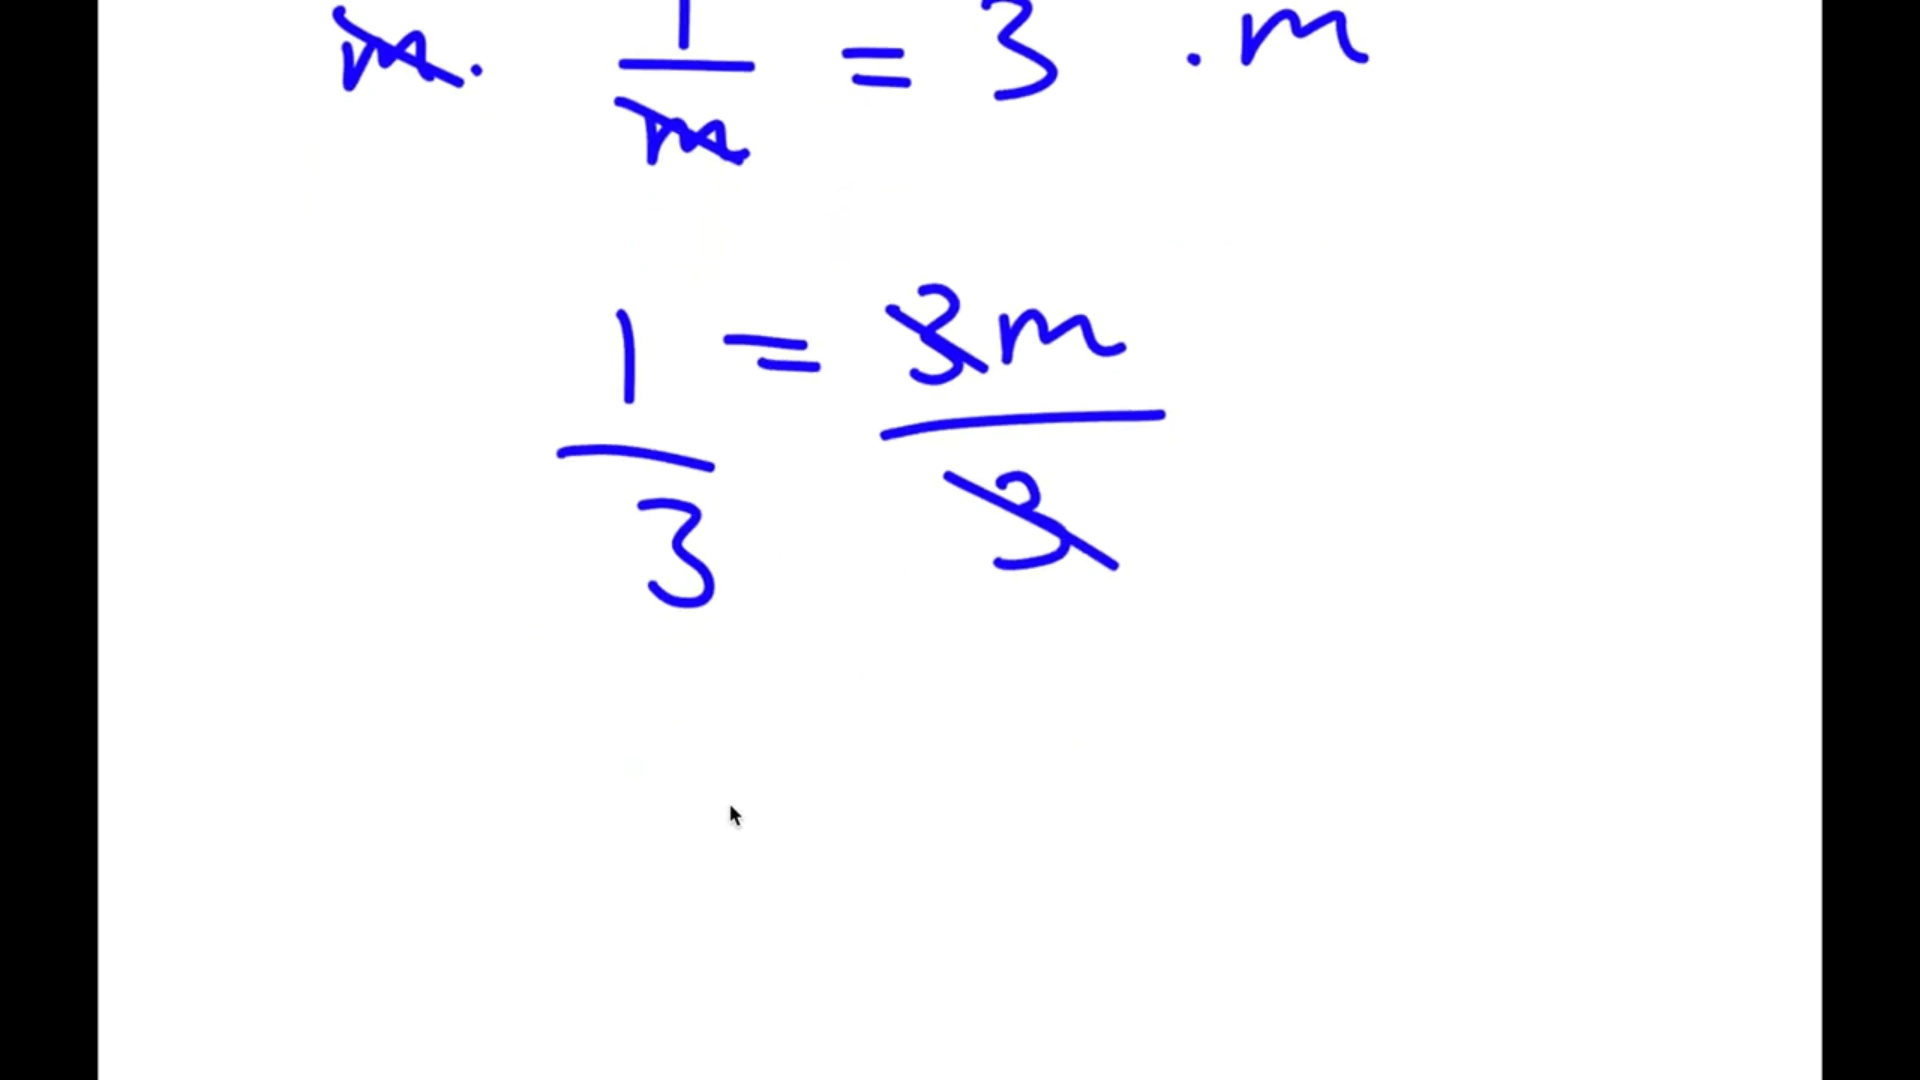 m · 1/m = 3 · m
1/3 = 3m/3